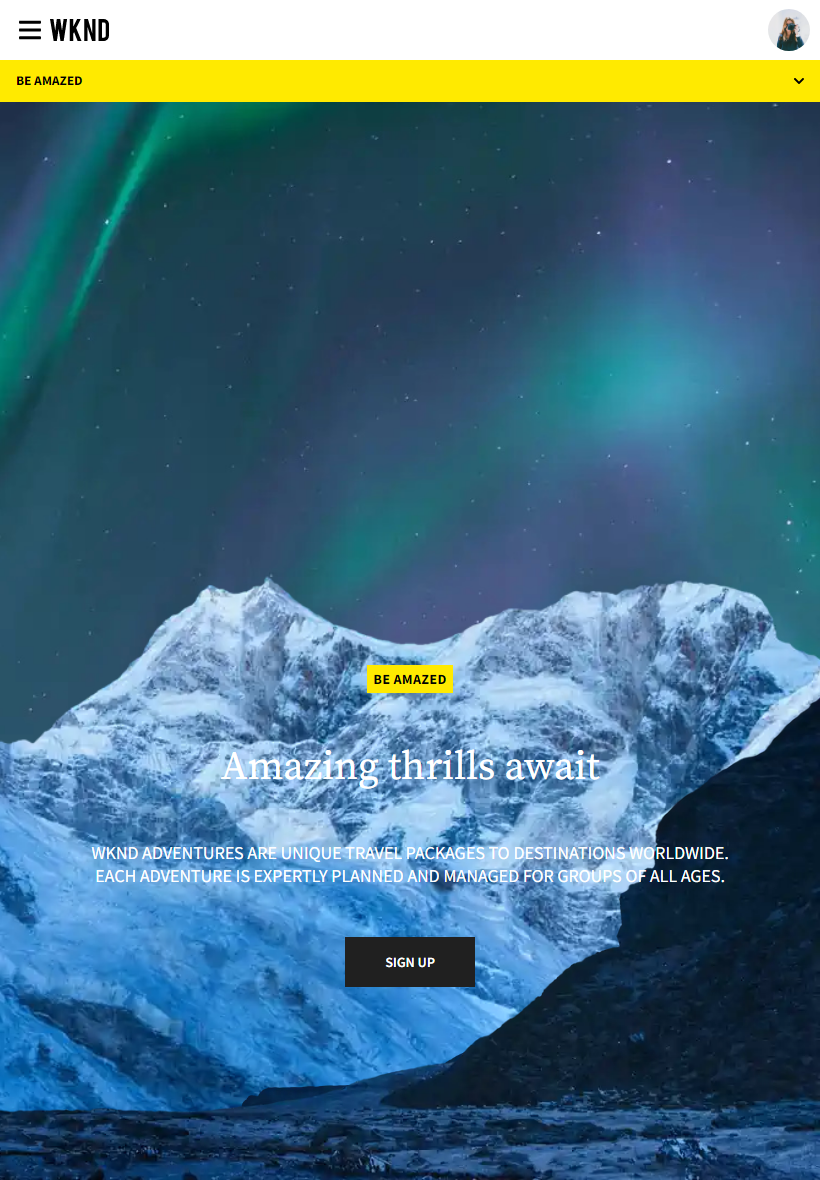 WKND
BE AMAZED
BE AMAZED
Amazing thrills await
WKND ADVENTURES ARE UNIQUE TRAVEL PACKAGES TO DESTINATIONS WORLDWIDE.
EACH ADVENTURE IS EXPERTLY PLANNED AND MANAGED FOR GROUPS OF ALL AGES.
SIGN UP